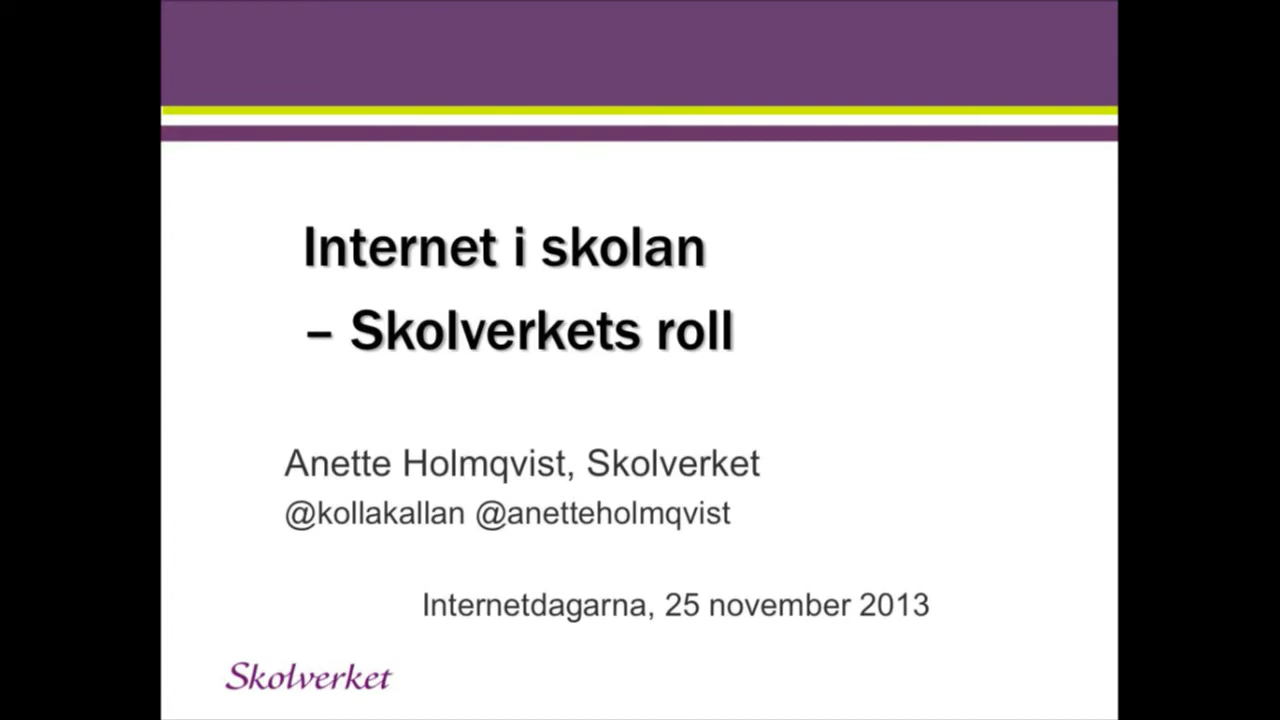 Internet i skolan
– Skolverkets roll
Anette Holmqvist, Skolverket
@kollakallan @anetteholmqvist
Internetdagarna, 25 november 2013
Skolverket